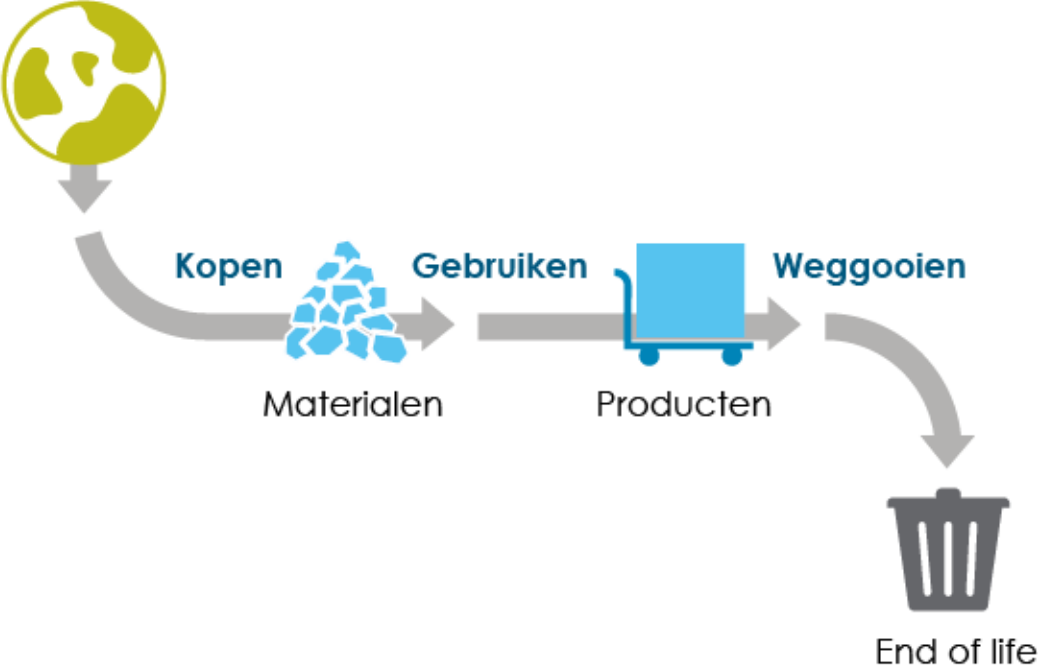 Kopen
Gebruiken
Weggooien
Materialen
Producten
End of life